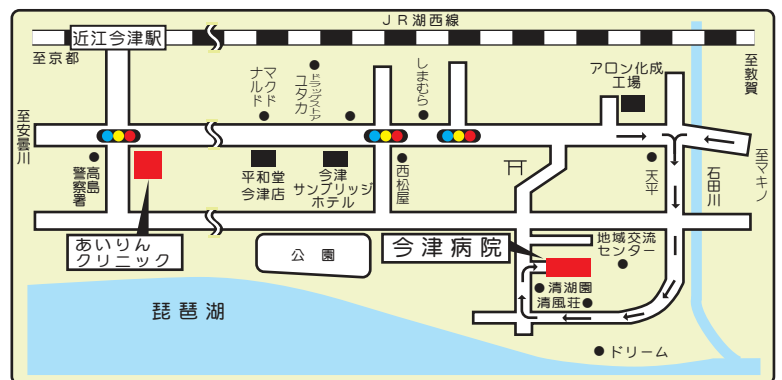 JR湖西線
近江今津駅
至京都
至敦賀
至安曇川
マクド
ナルド
ドラッグストア
ユタカ
しまむら
アロン化成
工場
高島
警察署
平和堂
今津店
今津
サンブリッジ
ホテル
西松屋
天平
石田川
至マキノ
あいりん
クリニック
公園
今津病院
地域交流
センター
清湖園
清風荘
琵琶湖
ドリーム